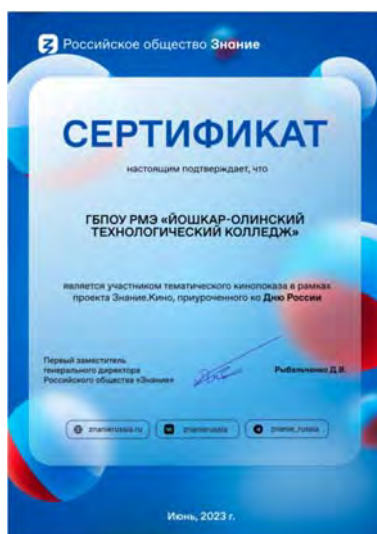 Российское общество Знание
СЕРТИФИКАТ
настоящим подтверждает, что
ГБПОУ РМЭ «ЙОШКАР-ОЛИНСКИЙ
ТЕХНОЛОГИЧЕСКИЙ КОЛЛЕДЖ»
является участником тематического кинопоказа в рамках
проекта Знание.Кино, приуроченного ко Дню России
Первый заместитель
генерального директора
Российского общества «Знание»
Рыбальченко Д.В.
znanierussia.ru
znanierussia
znanie_russia
Июнь, 2023 г.